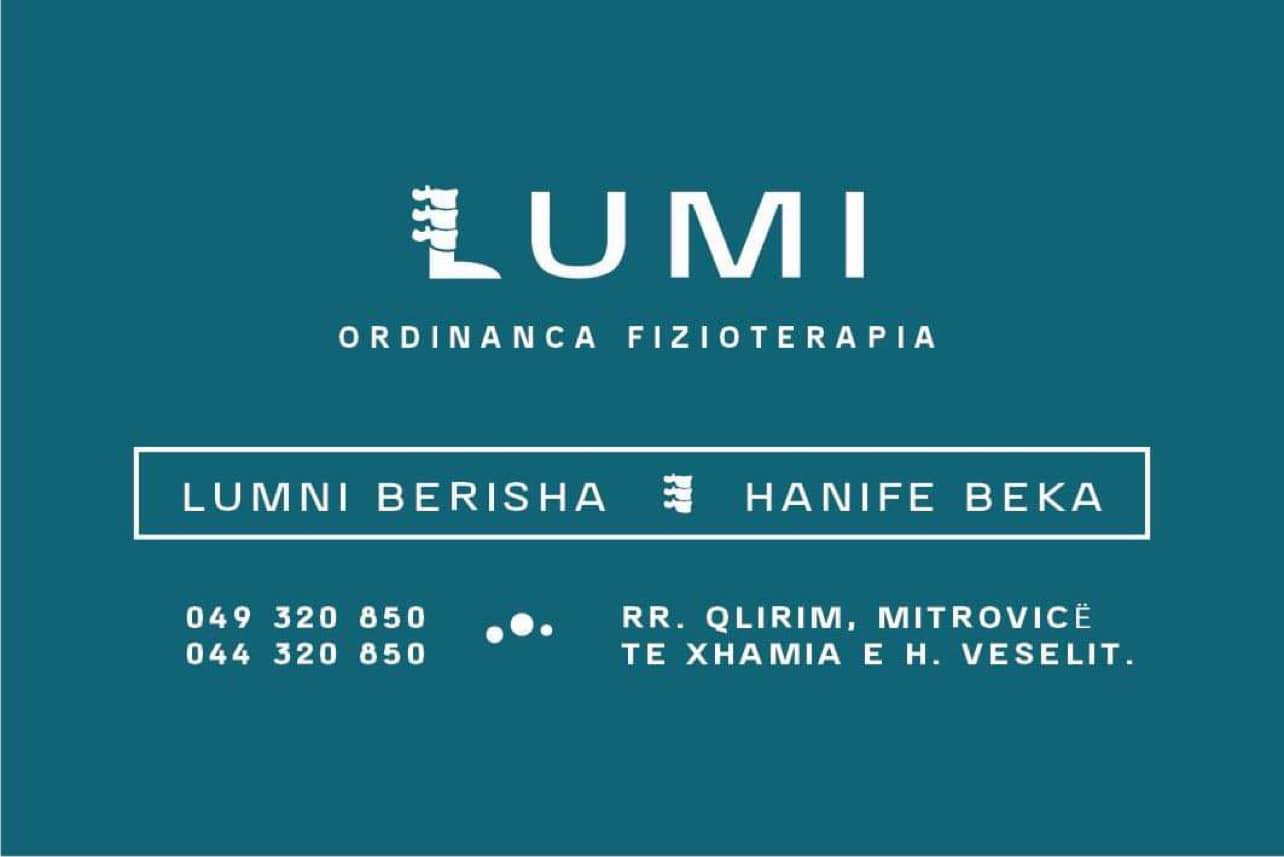 LUMI
ORDINANCA FIZIOTERAPIA
LUMNI BERISHA HANIFE BEKA
049 320 850
044 320 850
RR. QLIRIM, MITROVICË
TE XHAMIA E H. VESELIT.